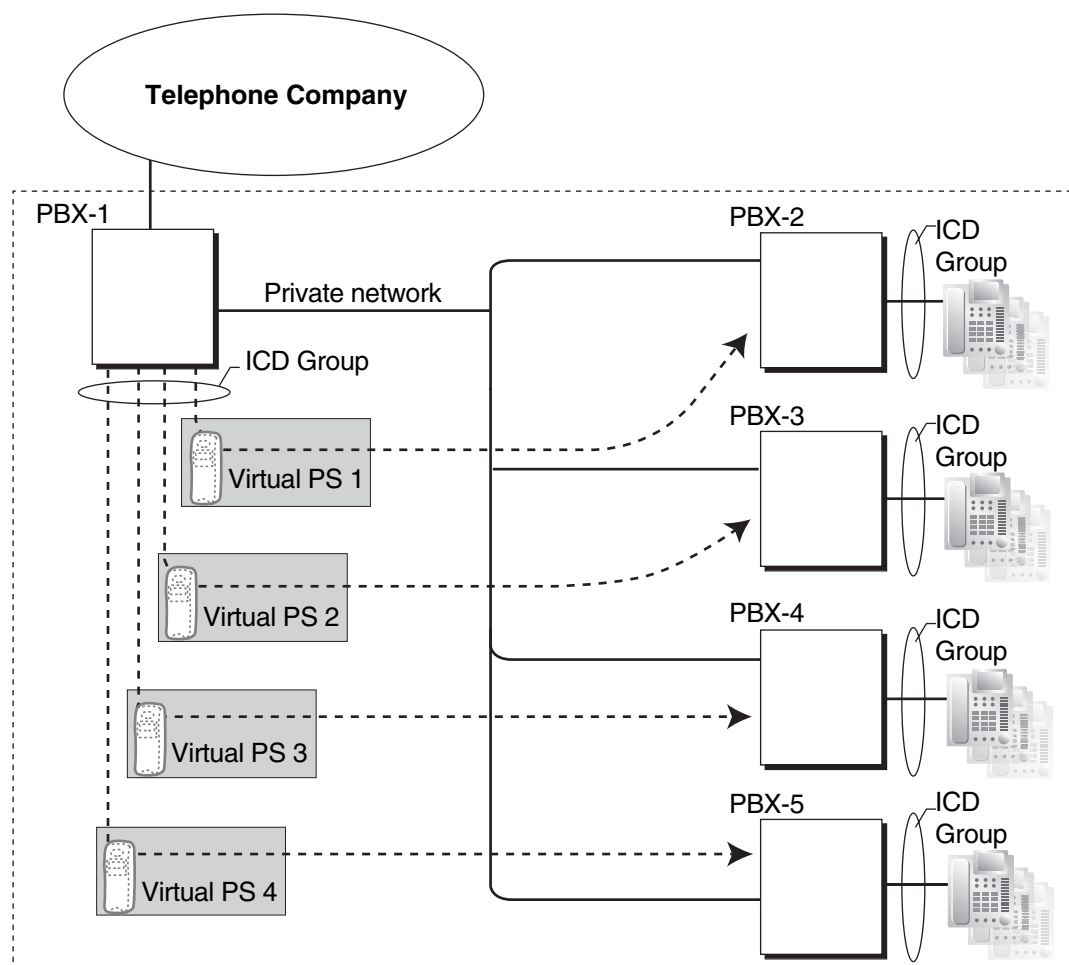 Telephone Company
PBX-1
PBX-2
ICD
Group
Private network
ICD Group
PBX-3
ICD
Group
Virtual PS 1
Virtual PS 2
PBX-4
ICD
Group
Virtual PS 3
PBX-5
ICD
Group
Virtual PS 4